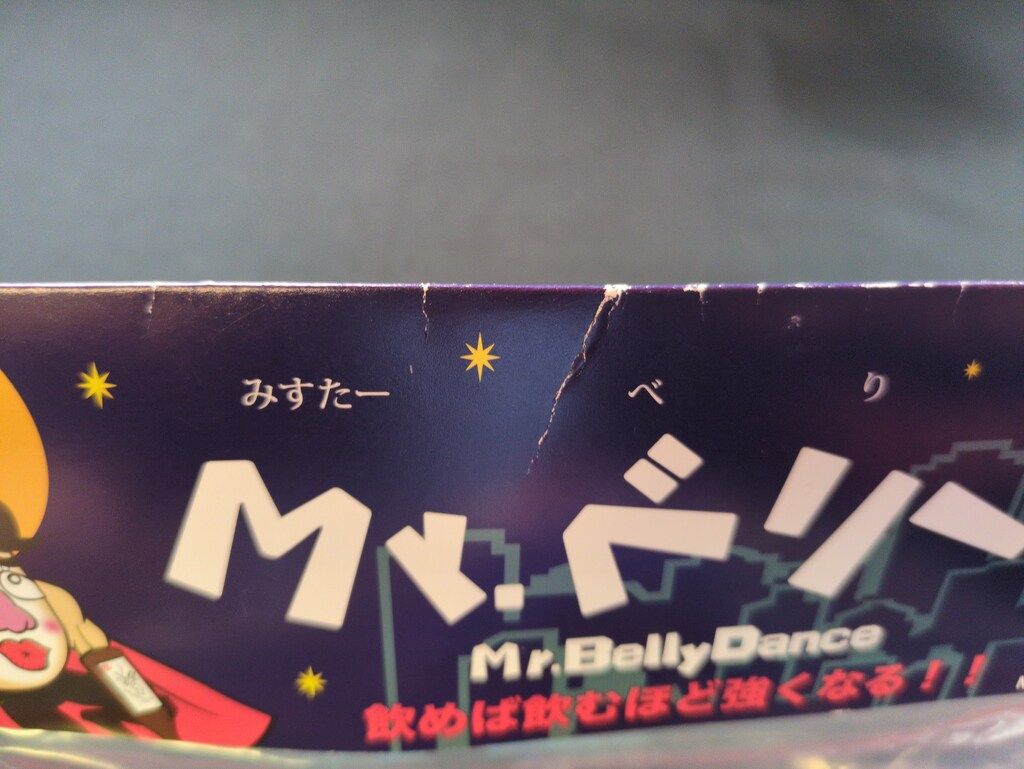 みすたー べり
Mr.ベリ
Mr.BellyDance
飲めば飲むほど強くなる！！